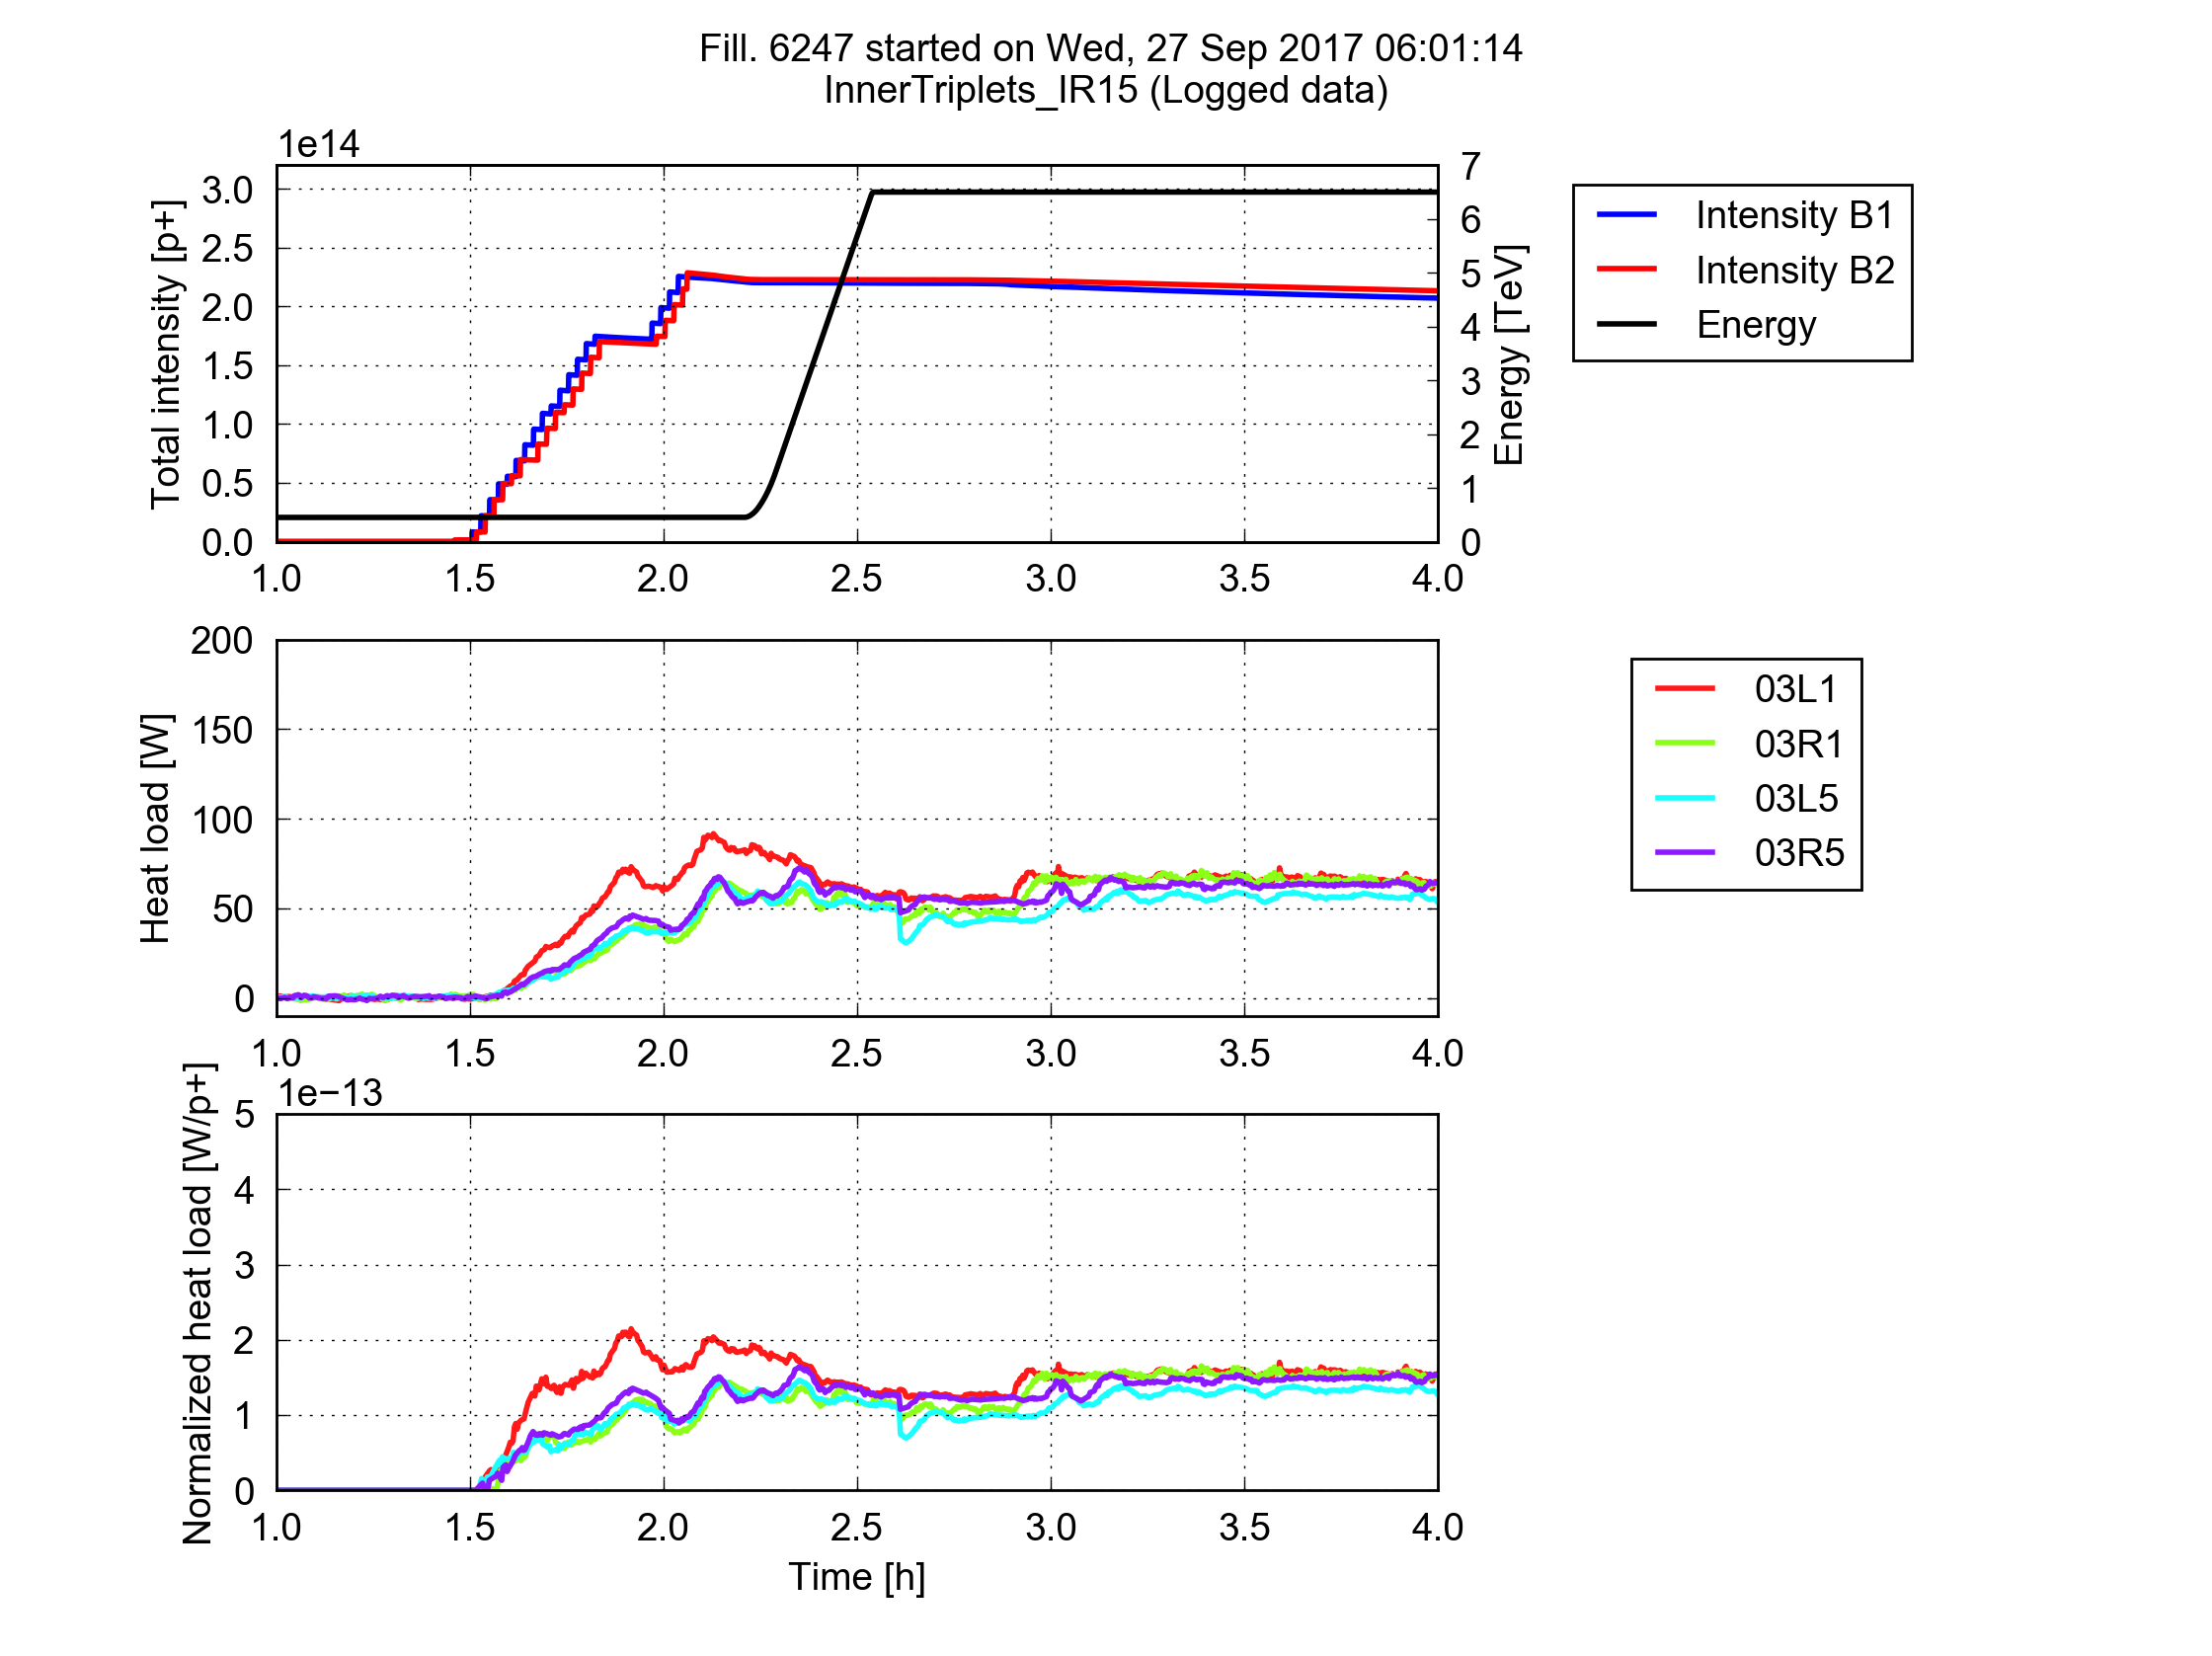 Fill. 6247 started on Wed, 27 Sep 2017 06:01:14
InnerTriplets_IR15 (Logged data)
1e14
Total intensity [p+]
3.0
2.5
2.0
1.5
1.0
0.5
0.0
7
6
5
4
3
2
1
0
Energy [TeV]
1.0 1.5 2.0 2.5 3.0 3.5 4.0
Intensity B1
Intensity B2
Energy
Heat load [W]
200
150
100
50
0
1.0 1.5 2.0 2.5 3.0 3.5 4.0
03L1
03R1
03L5
03R5
1e−13
Normalized heat load [W/p+]
5
4
3
2
1
0
1.0 1.5 2.0 2.5 3.0 3.5 4.0
Time [h]